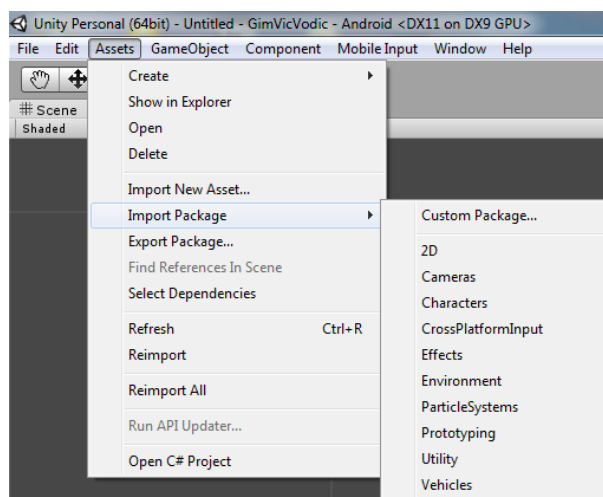 Unity Personal (64bit) - Untitled - GimVicVodic - Android <DX11 on DX9 GPU>
File Edit Assets GameObject Component Mobile Input Window Help
Scene
Shaded
Create
Show in Explorer
Open
Delete
Import New Asset...
Import Package
Export Package...
Find References In Scene
Select Dependencies
Refresh Ctrl+R
Reimport
Reimport All
Run API Updater...
Open C# Project
Custom Package...
2D
Cameras
Characters
CrossPlatformInput
Effects
Environment
ParticleSystems
Prototyping
Utility
Vehicles